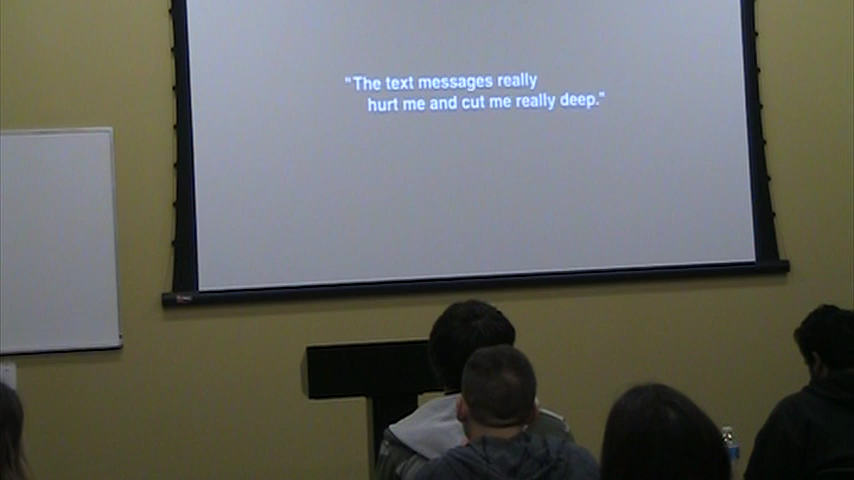 "The text messages really
hurt me and cut me really deep."